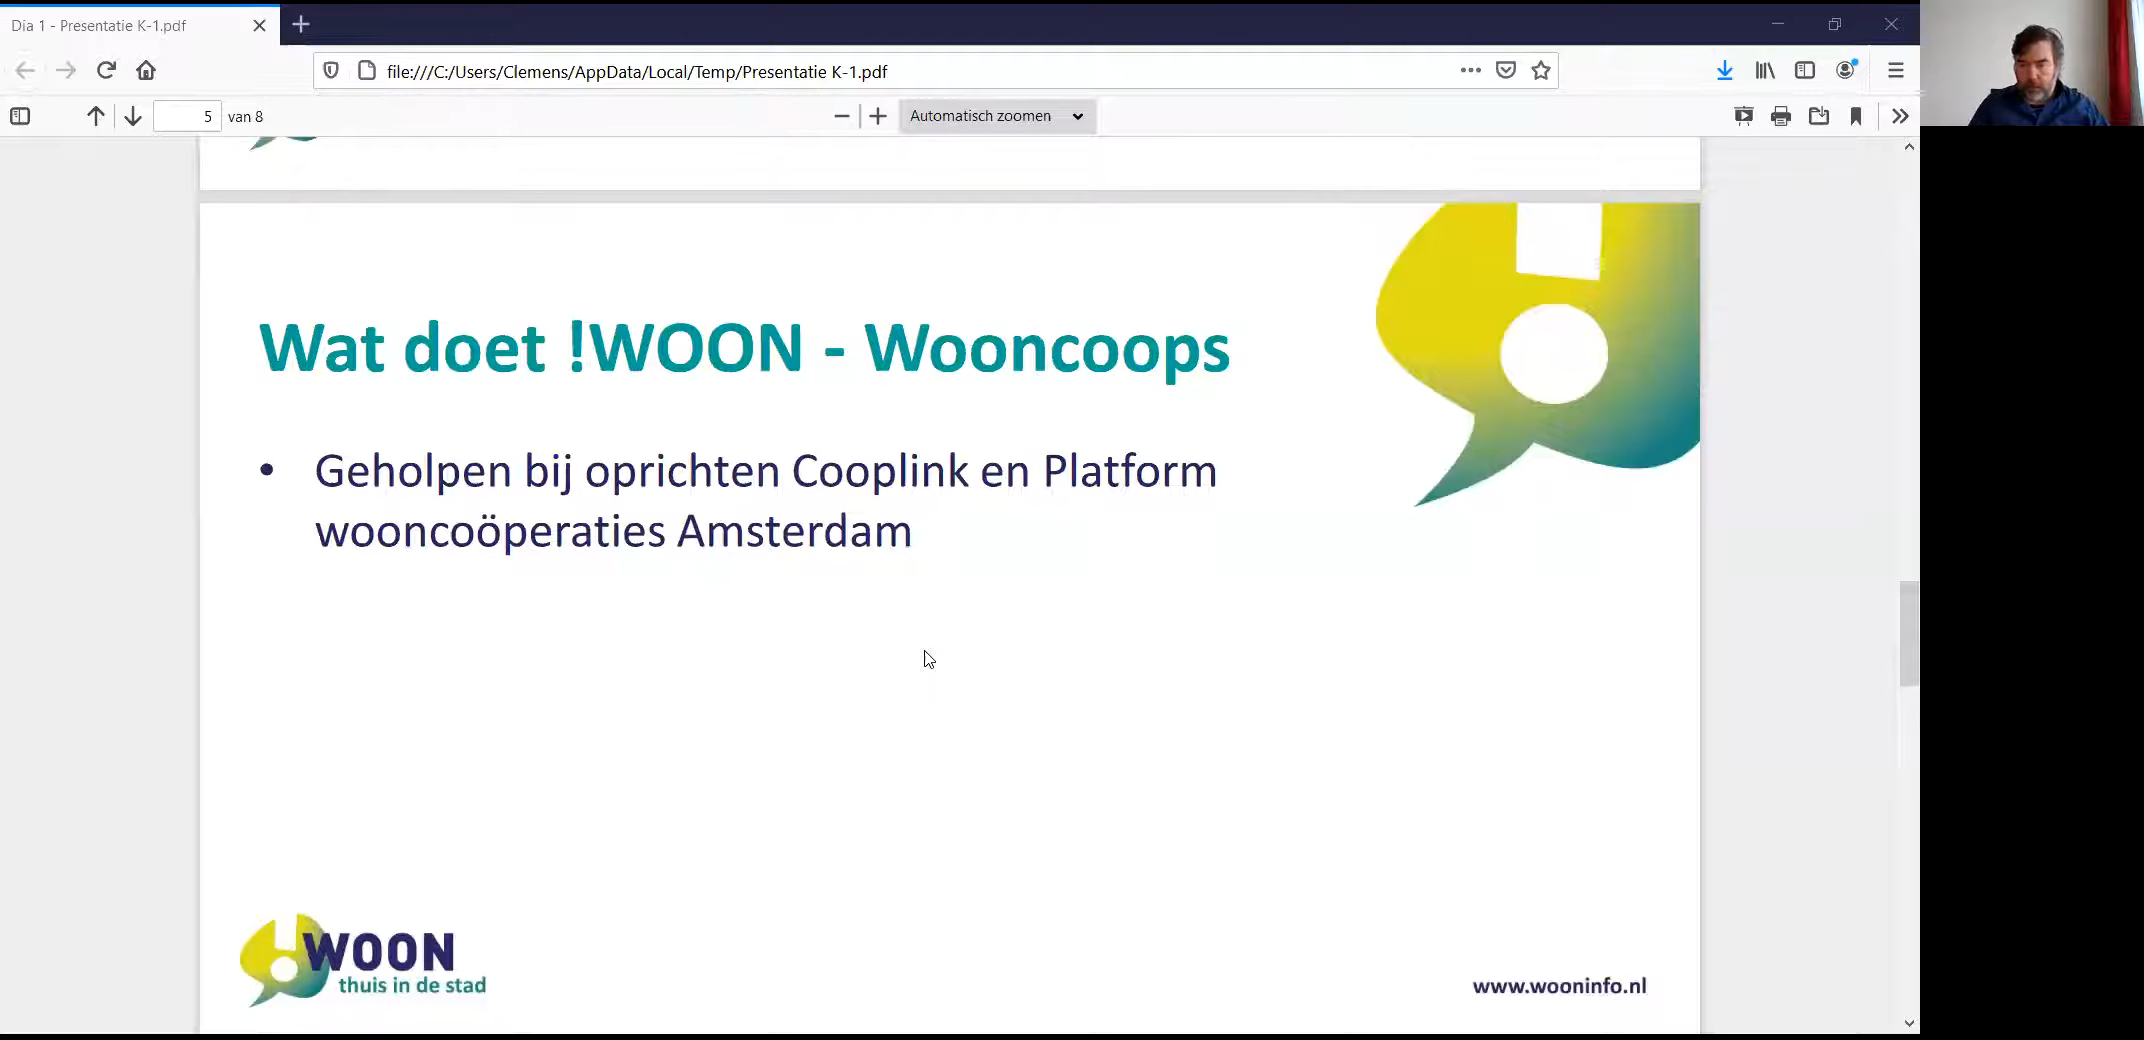 Dia 1 - Presentatie K-1.pdf
file:///C:/Users/Clemens/AppData/Local/Temp/Presentatie K-1.pdf
5 van 8
Automatisch zoomen
Wat doet !WOON - Wooncoops
• Geholpen bij oprichten Cooplink en Platform
wooncoöperaties Amsterdam
!WOON
thuis in de stad
www.wooninfo.nl